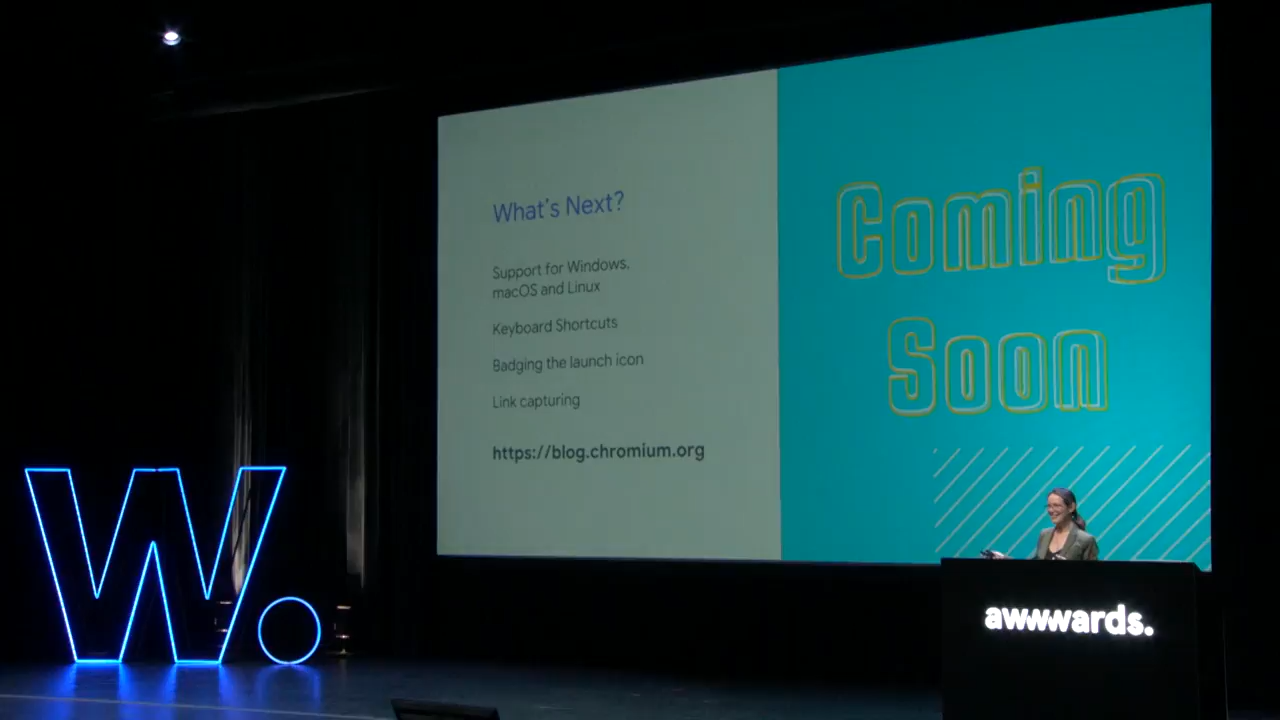 What's Next?
Support for Windows,
macOS and Linux
Keyboard Shortcuts
Badging the launch icon
Link capturing
https://blog.chromium.org
Coming
Soon
W.
awwwards.